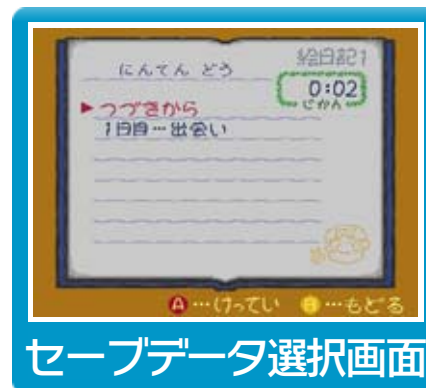 絵日記1
にんてん どう
0:02
じかん
▶つづきから
1日目…出会い
A…けってい B…もどる
セーブデータ選択画面